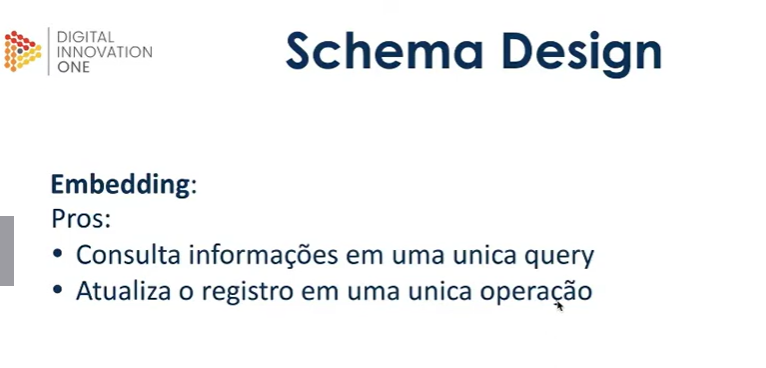 DIGITAL
INNOVATION
ONE
Schema Design
Embedding:
Pros:
• Consulta informações em uma unica query
• Atualiza o registro em uma unica operação